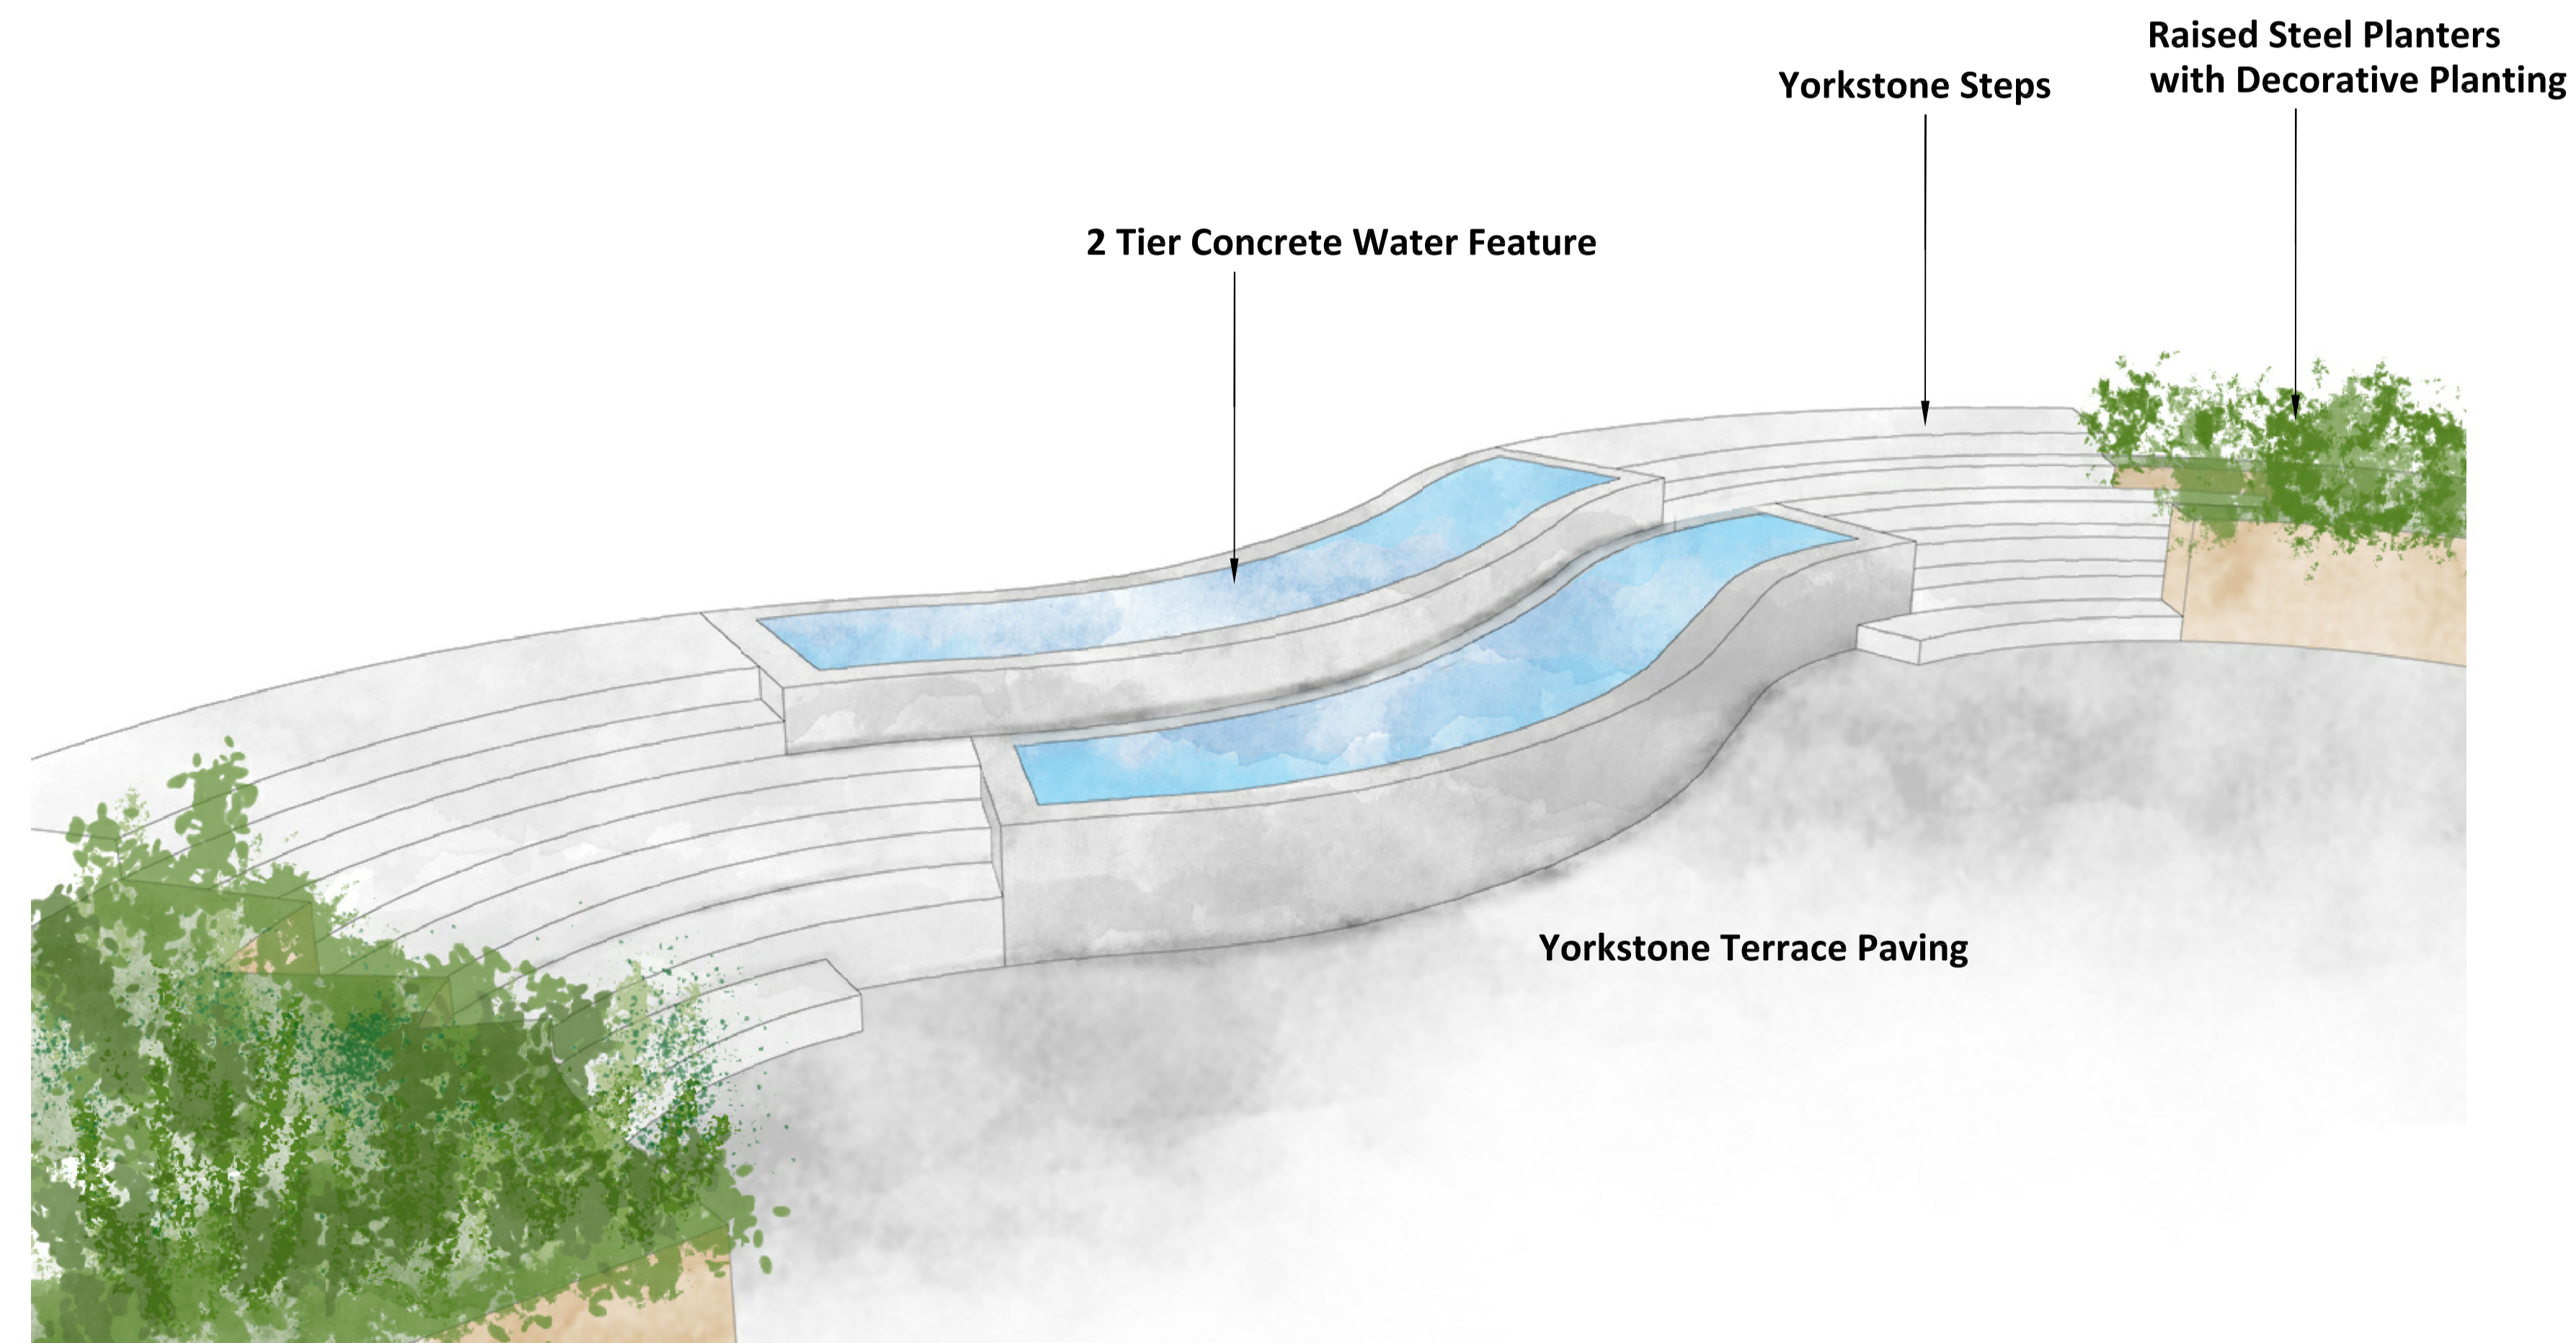 Raised Steel Planters
with Decorative Planting
Yorkstone Steps
2 Tier Concrete Water Feature
Yorkstone Terrace Paving